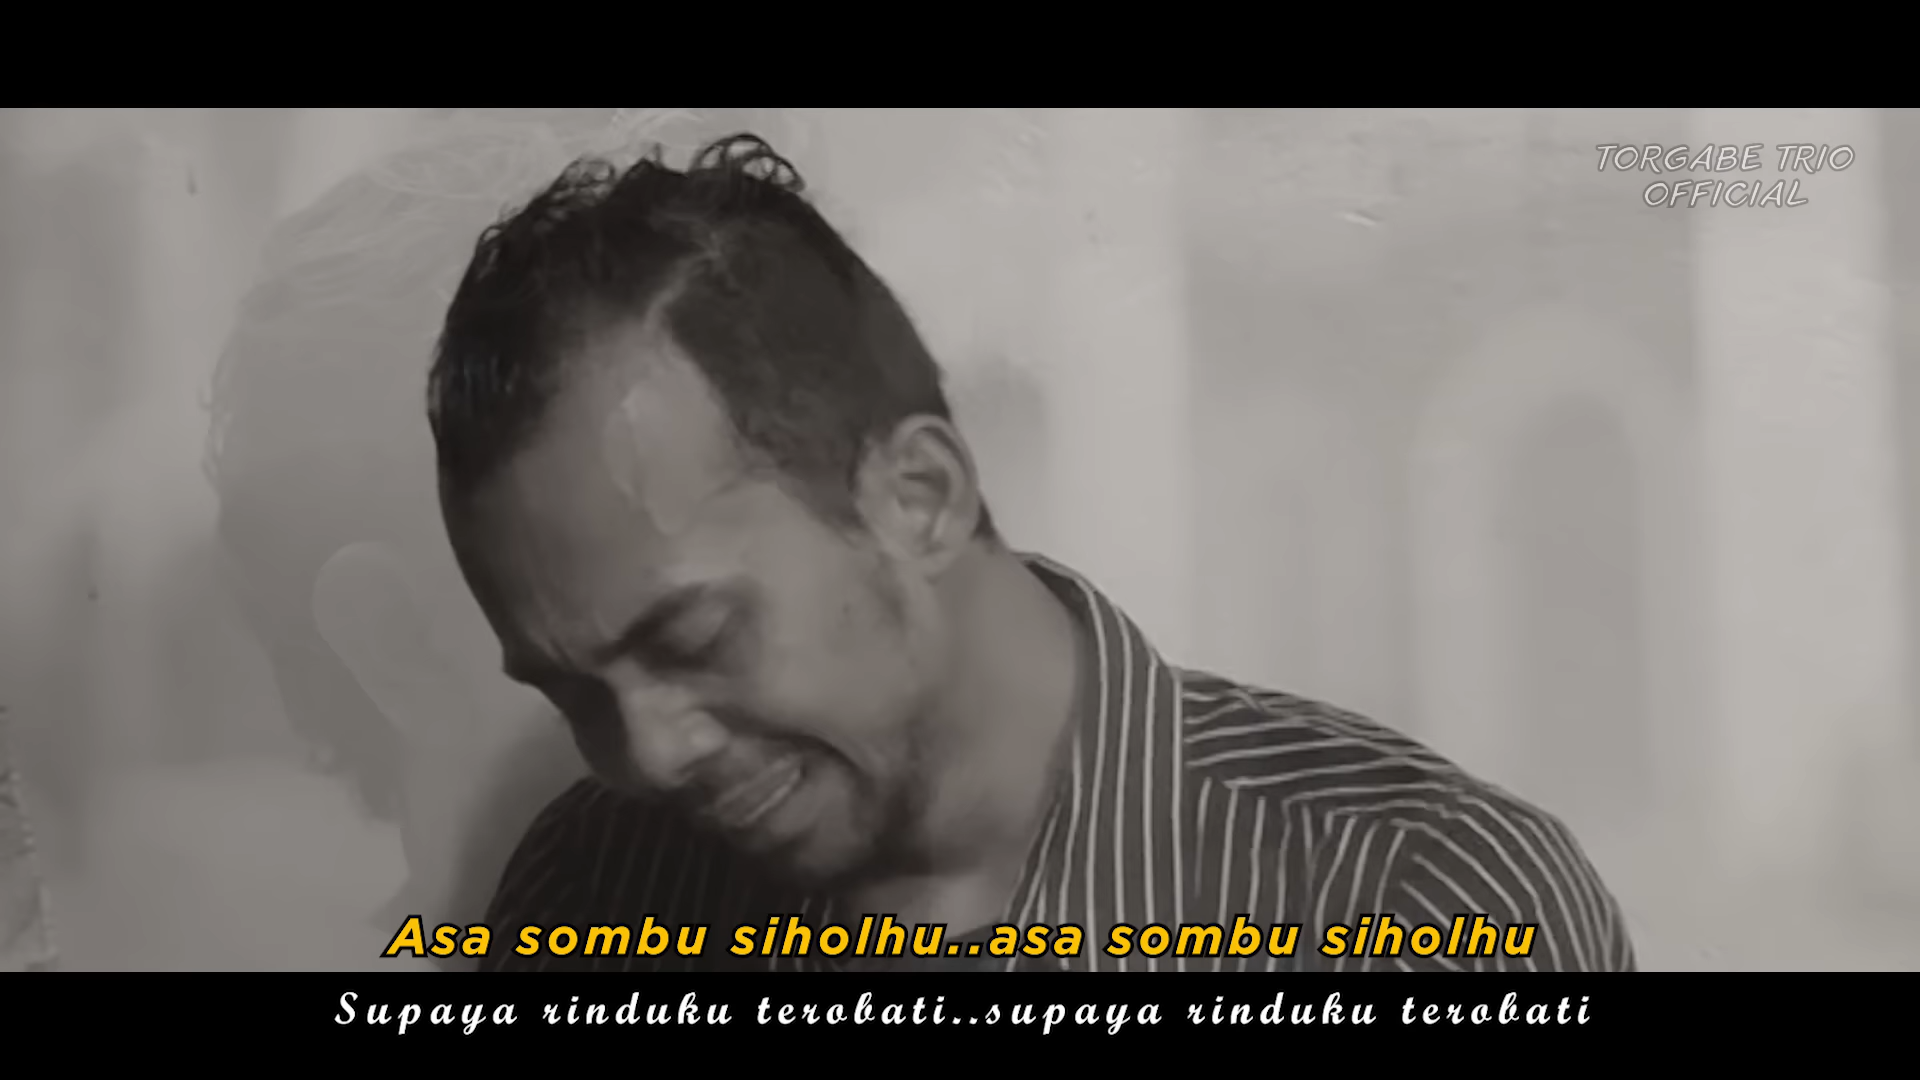 TORGABE TRIO
OFFICIAL
Asa sombu siholhu..asa sombu siholhu
Supaya rinduku terobati..supaya rinduku terobati